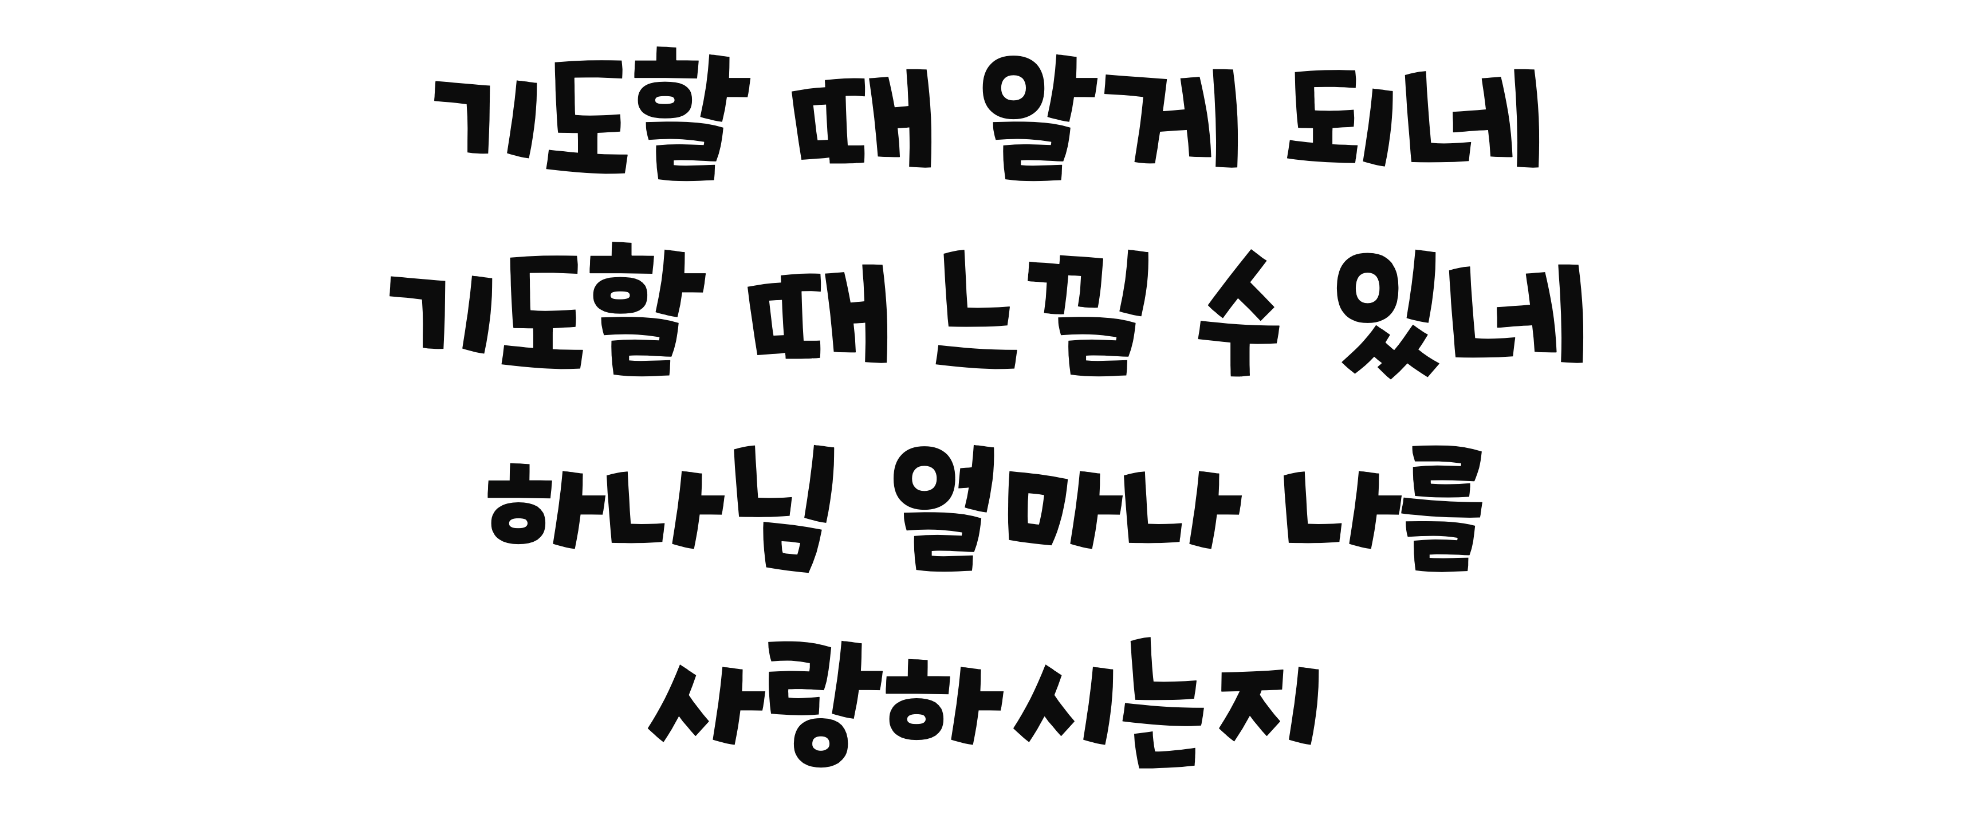 기도할 때 알게 되네
기도할 때 느낄 수 있네
하나님 얼마나 나를
사랑하시는지